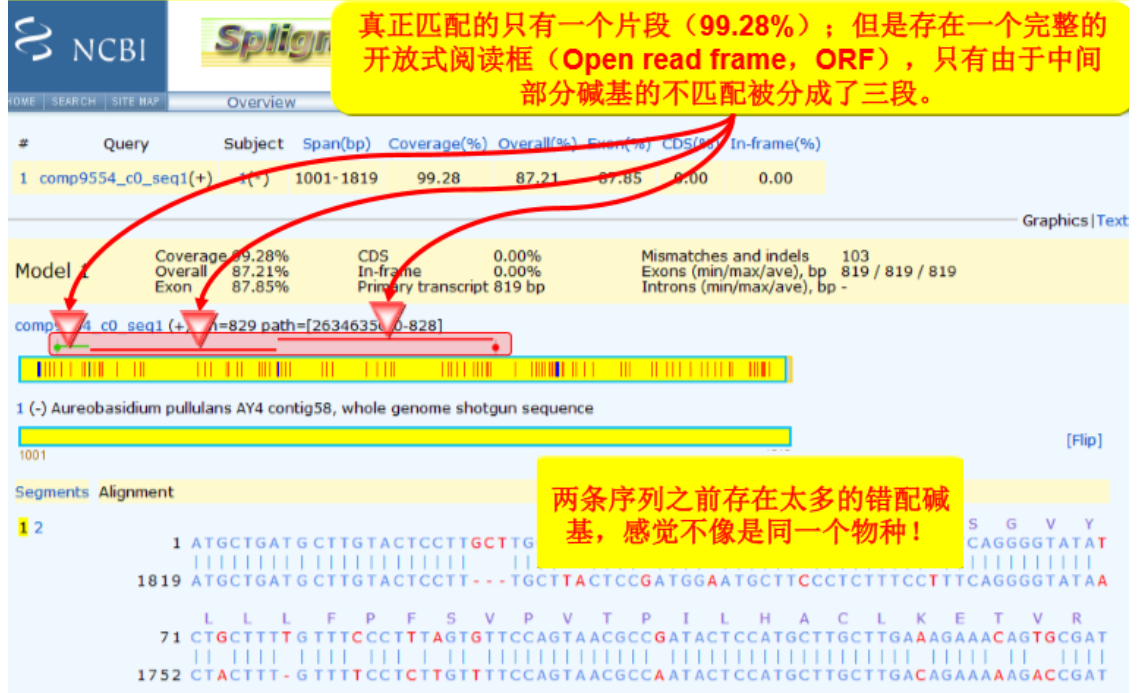 NCBI
Splign
真正匹配的只有一个片段（99.28%）；但是存在一个完整的
开放式阅读框（Open read frame，ORF），只有由于中间
部分碱基的不匹配被分成了三段。
HOME SEARCH SITE MAP Overview
# Query Subject Span(bp) Coverage(%) Overall(%) Exon(%) CDS(%) In-frame(%)
1 comp9554_c0_seq1(+) 1(-) 1001-1819 99.28 87.21 87.85 0.00 0.00
Graphics|Text
Model 1
Coverage 99.28% CDS 0.00% Mismatches and indels 103
Overall 87.21% In-frame 0.00% Exons (min/max/ave), bp 819 / 819 / 819
Exon 87.85% Primary transcript 819 bp Introns (min/max/ave), bp -
c0_seq1 (+) path=[2634635 0-828]
1 (-) Aureobasidium pullulans AY4 contig58, whole genome shotgun sequence
1001
[Flip]
Segments Alignment
两条序列之前存在太多的错配碱
基，感觉不像是同一个物种！
1 2
S G V Y
1 ATGCTGATGCTTGTACTCCTTGCTTG CAGGGGTATAT
1819 ATGCTGATGCTTGTACTCCTT---TGCTTACTCCGATGGAATGCTTCCCTCTTTCCTTTCAGGGGTATAA
L L L F P F S V P V T P I L H A C L K E T V R
71 CTGCTTTTGTTTCCCTTTAGTGTTCCAGTAACGCCGATACTCCATGCTTGCTTGAAAGAAACAGTGCGAT
1752 CTACTTT-GTTTTCCTCTTGTTTTCCAGTAACGCCAATACTCCATGCTTGCTTGACAGAAAAAGACCGAT